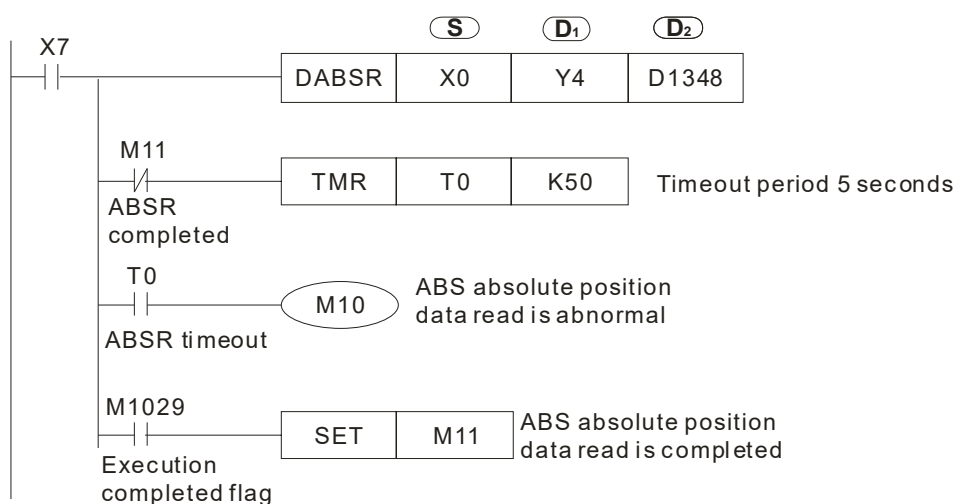 S D1 D2
X7
DABSR X0 Y4 D1348
M11
TMR T0 K50 Timeout period 5 seconds
ABSR
completed
T0
M10 ABS absolute position
data read is abnormal
ABSR timeout
M1029
SET M11 ABS absolute position
data read is completed
Execution
completed flag